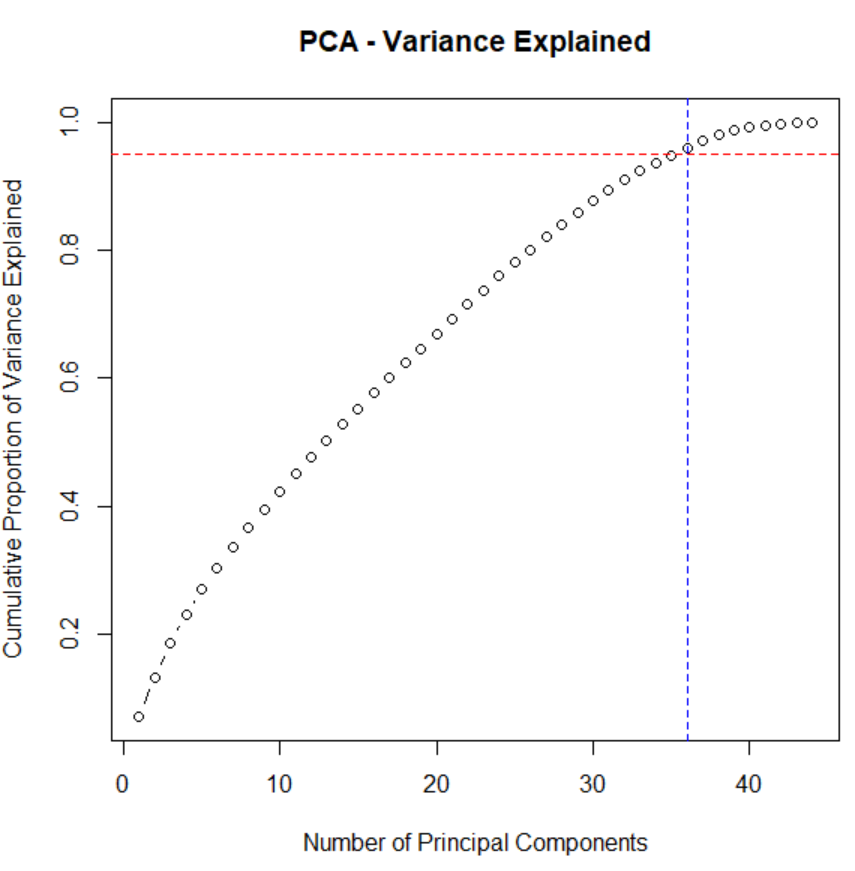 PCA - Variance Explained
Cumulative Proportion of Variance Explained
1.0
0.8
0.6
0.4
0.2
0 10 20 30 40
Number of Principal Components